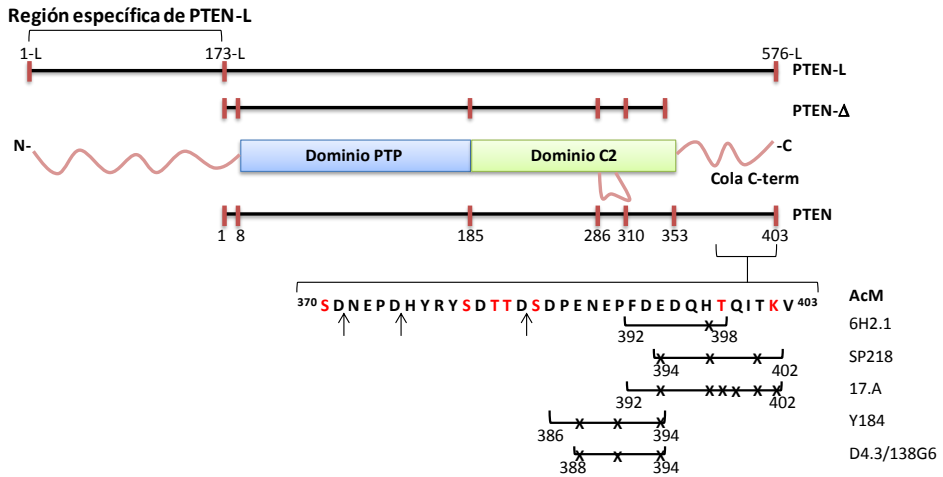 Región específica de PTEN-L
1-L 173-L 576-L
PTEN-L
PTEN-Δ
N- Dominio PTP Dominio C2 -C
Cola C-term
PTEN
1 8 185 286 310 353 403
370 S D N E P D H Y R Y S D T T D S D P E N E P F D E D Q H T Q I T K V 403
AcM
6H2.1
392 398
SP218
394 402
17.A
392 402
Y184
386 394
D4.3/138G6
388 394